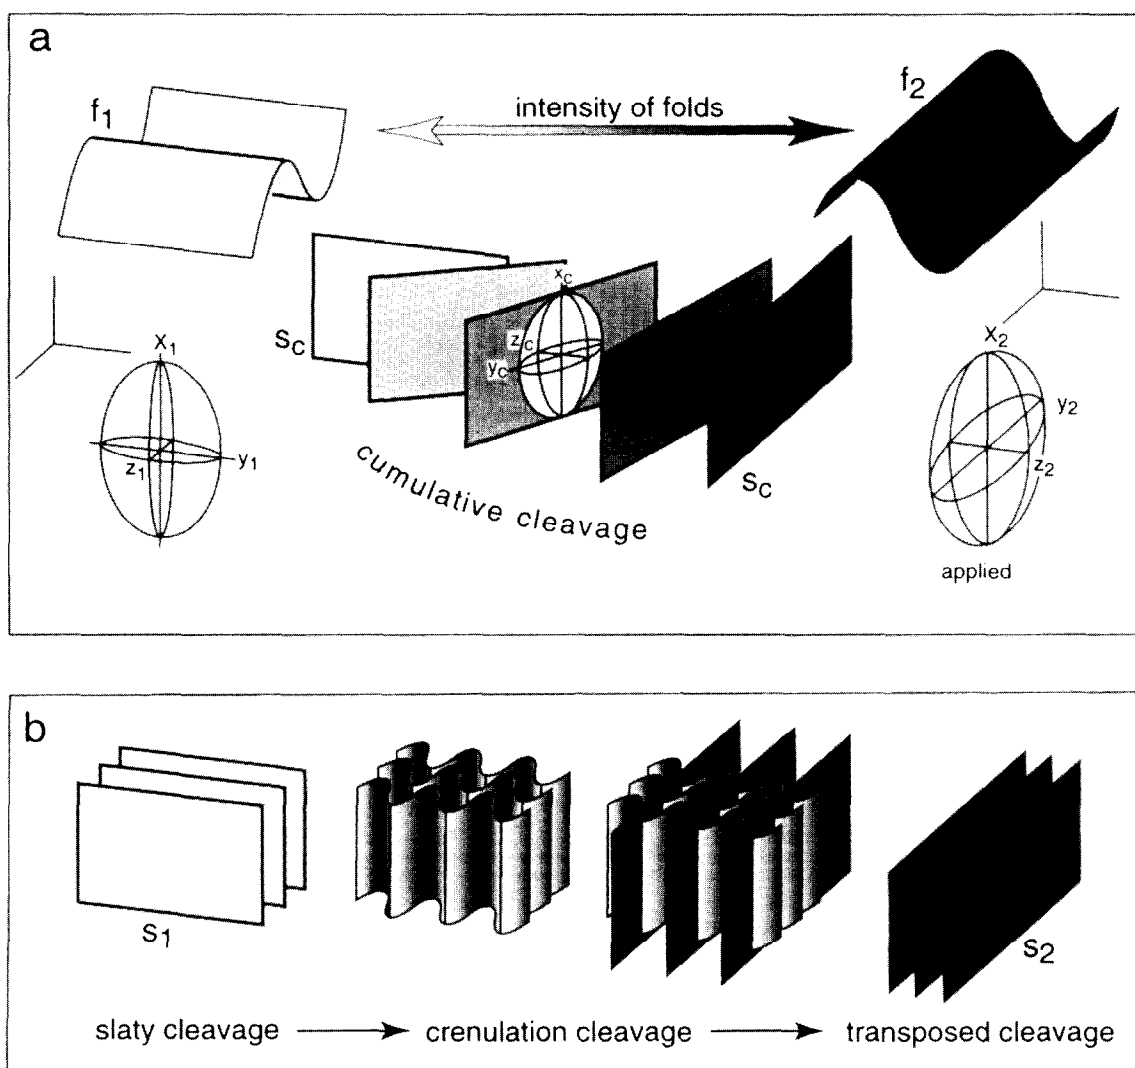 a
f1
intensity of folds
f2
sc
xc
zc
yc
sc
cumulative cleavage
x1
y1
z1
x2
y2
z2
applied
b
s1
s2
slaty cleavage
crenulation cleavage
transposed cleavage